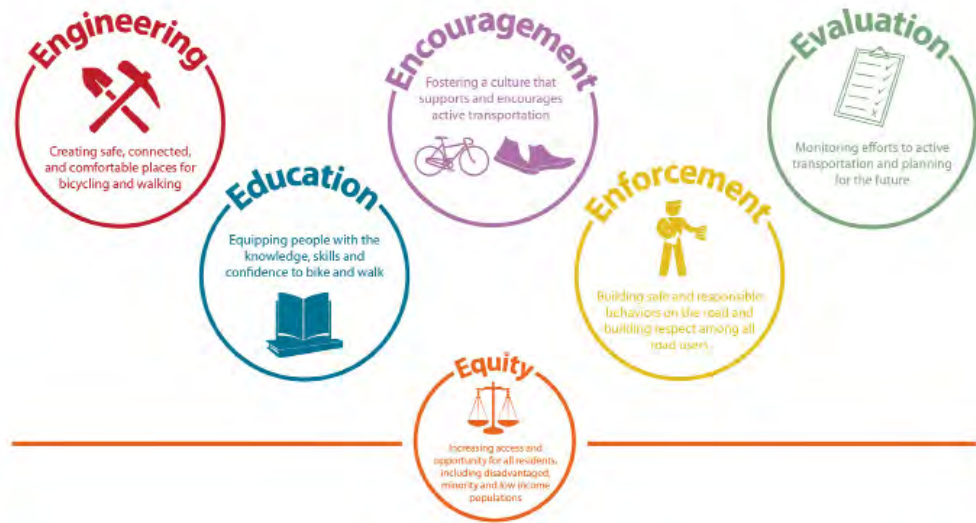 Engineering
Creating safe, connected,
and comfortable places for
bicycling and walking
Education
Equipping people with the
knowledge, skills and
confidence to bike and walk
Encouragement
Fostering a culture that
supports and encourages
active transportation
Enforcement
Building safe and responsible
behaviors on the road and
building respect among all
road users
Evaluation
Monitoring efforts to active
transportation and planning
for the future
Equity
Increasing access and
opportunity for all residents,
including disadvantaged,
minority and low income
populations